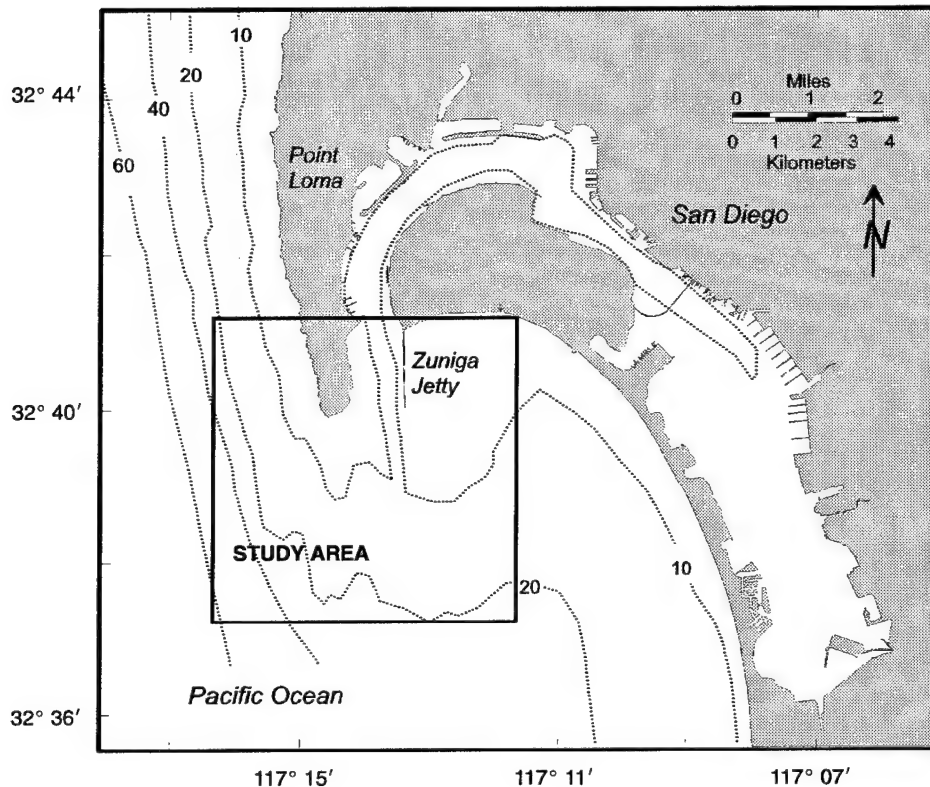 10
20
40
60
32° 44'
Miles
0 1 2
0 1 2 3 4
Kilometers
Point
Loma
San Diego
N
Zuniga
Jetty
32° 40'
STUDY AREA
20
10
Pacific Ocean
32° 36'
117° 15'
117° 11'
117° 07'